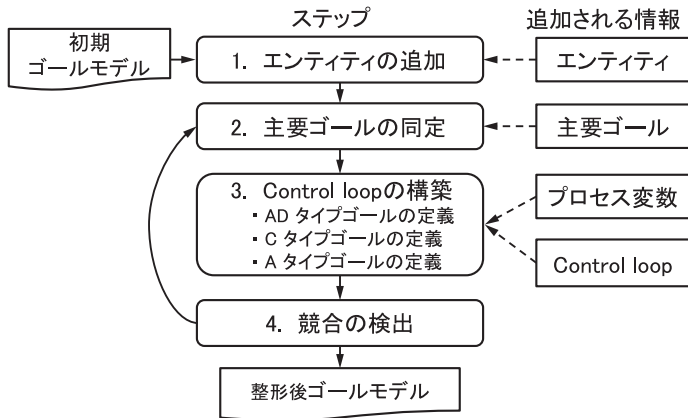 ステップ
追加される情報
初期
ゴールモデル
1. エンティティの追加
エンティティ
2. 主要ゴールの同定
主要ゴール
3. Control loopの構築
・AD タイプゴールの定義
・C タイプゴールの定義
・A タイプゴールの定義
プロセス変数
Control loop
4. 競合の検出
整形後ゴールモデル